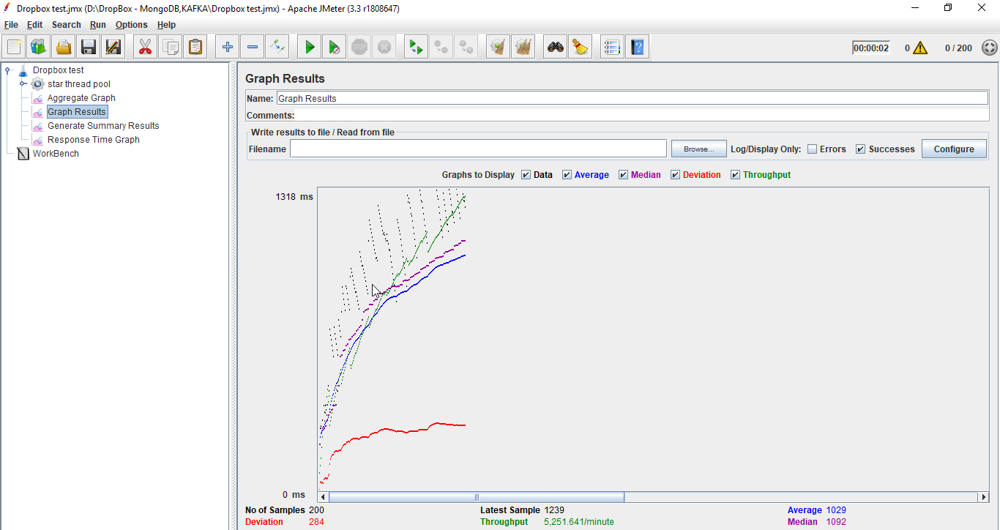 Dropbox test.jmx (D:\DropBox - MongoDB,KAFKA\Dropbox test.jmx) - Apache JMeter (3.3 r1808647)
File Edit Search Run Options Help
00:00:02 0 0 / 200
Dropbox test
star thread pool
Aggregate Graph
Graph Results
Generate Summary Results
Response Time Graph
WorkBench
Graph Results
Name: Graph Results
Comments:
Write results to file / Read from file
Filename Browse... Log/Display Only: Errors Successes Configure
Graphs to Display Data Average Median Deviation Throughput
1318 ms
0 ms
No of Samples 200 Latest Sample 1239 Average 1029
Deviation 284 Throughput 5,251.641/minute Median 1092